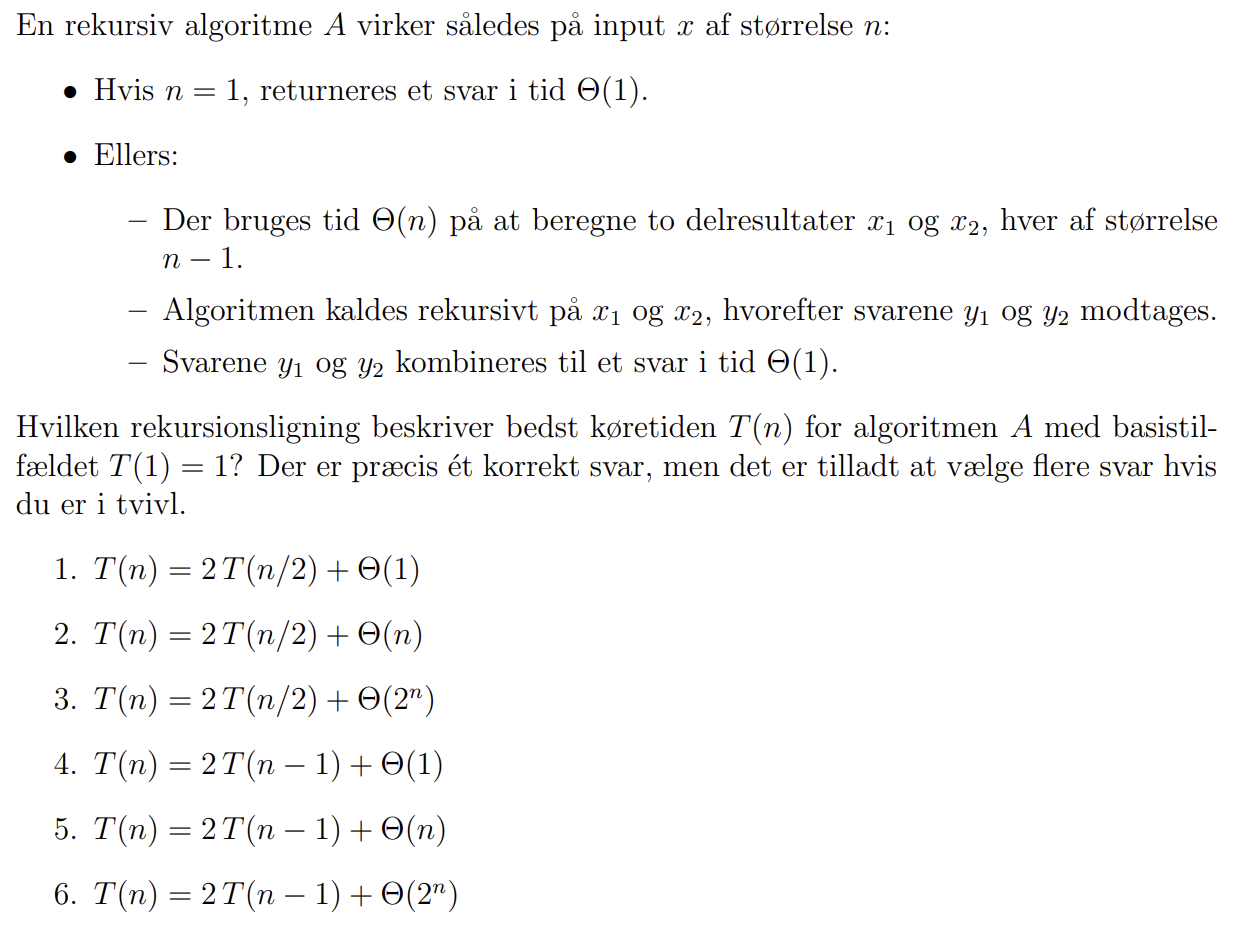 En rekursiv algoritme A virker således på input x af størrelse n:
• Hvis n = 1, returneres et svar i tid Θ(1).
• Ellers:
– Der bruges tid Θ(n) på at beregne to delresultater x₁ og x₂, hver af størrelse
n − 1.
– Algoritmen kaldes rekursivt på x₁ og x₂, hvorefter svarene y₁ og y₂ modtages.
– Svarene y₁ og y₂ kombineres til et svar i tid Θ(1).
Hvilken rekursionsligning beskriver bedst køretiden T(n) for algoritmen A med basistil-
fældet T(1) = 1? Der er præcis ét korrekt svar, men det er tilladt at vælge flere svar hvis
du er i tvivl.
1. T(n) = 2 T(n/2) + Θ(1)
2. T(n) = 2 T(n/2) + Θ(n)
3. T(n) = 2 T(n/2) + Θ(2ⁿ)
4. T(n) = 2 T(n − 1) + Θ(1)
5. T(n) = 2 T(n − 1) + Θ(n)
6. T(n) = 2 T(n − 1) + Θ(2ⁿ)